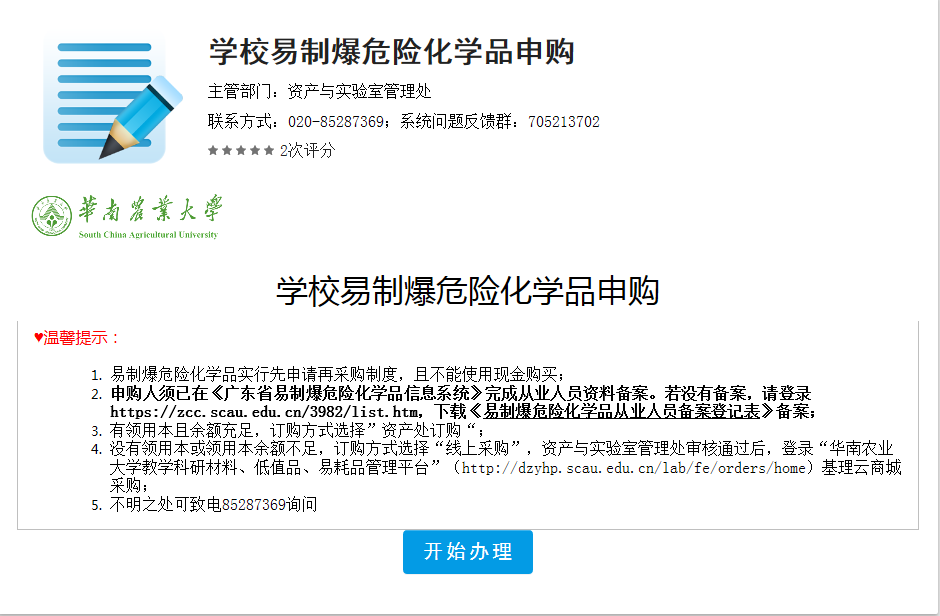 学校易制爆危险化学品申购
主管部门：资产与实验室管理处
联系方式：020-85287369；系统问题反馈群：705213702
★★★★★ 2次评分
華南農業大學
South China Agricultural University
学校易制爆危险化学品申购
♥温馨提示：
1. 易制爆危险化学品实行先申请再采购制度，且不能使用现金购买；
2. 申购人须已在《广东省易制爆危险化学品信息系统》完成从业人员资料备案。若没有备案，请登录
https://zcc.scau.edu.cn/3982/list.htm，下载《易制爆危险化学品从业人员备案登记表》备案；
3. 有领用本且余额充足，订购方式选择”资产处订购“；
4. 没有领用本或领用本余额不足，订购方式选择“线上采购”，资产与实验室管理处审核通过后，登录“华南农业
大学教学科研材料、低值品、易耗品管理平台”（http://dzyhp.scau.edu.cn/lab/fe/orders/home）基理云商城
采购；
5. 不明之处可致电85287369询问
开始办理